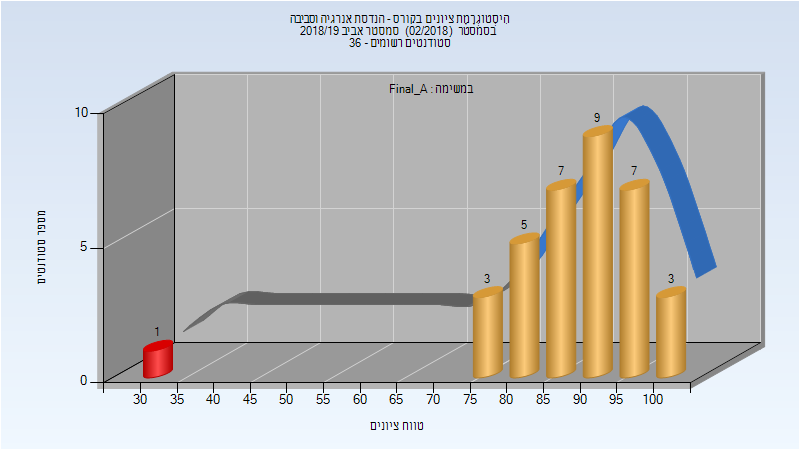 הִיסְטוֹגְרָמַת ציונים בקורס - הנדסת אנרגיה וסביבה
בסמסטר (02/2018) סמסטר אביב 2018/19
סטודנטים רשומים - 36
במשימה : Final_A
10
5
0
מספר סטודנטים
1
3
5
7
9
7
3
30 35 40 45 50 55 60 65 70 75 80 85 90 95 100
טווח ציונים